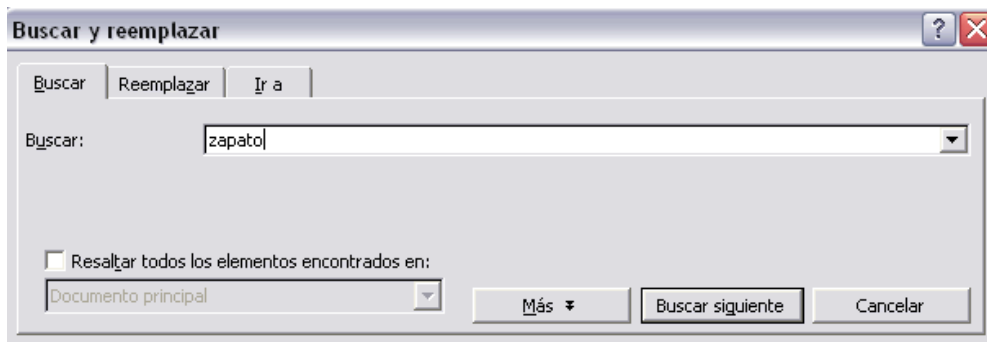 Buscar y reemplazar
Buscar Reemplazar Ir a
Buscar: zapato
Resaltar todos los elementos encontrados en:
Documento principal
Más Buscar siguiente Cancelar